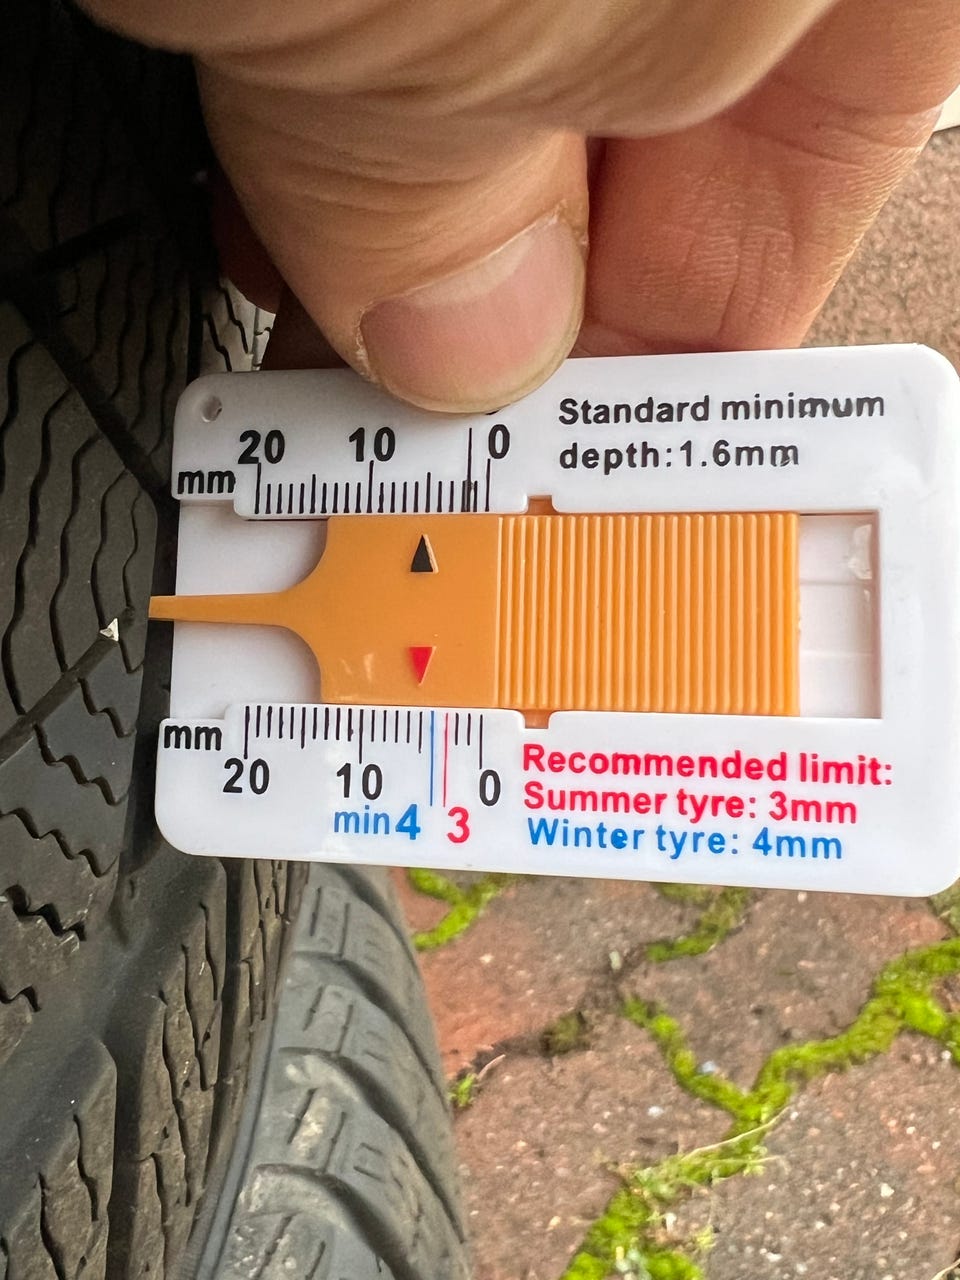 20 10 0
mm
Standard minimum
depth:1.6mm
mm
20 10 0
min4 3
Recommended limit:
Summer tyre: 3mm
Winter tyre: 4mm